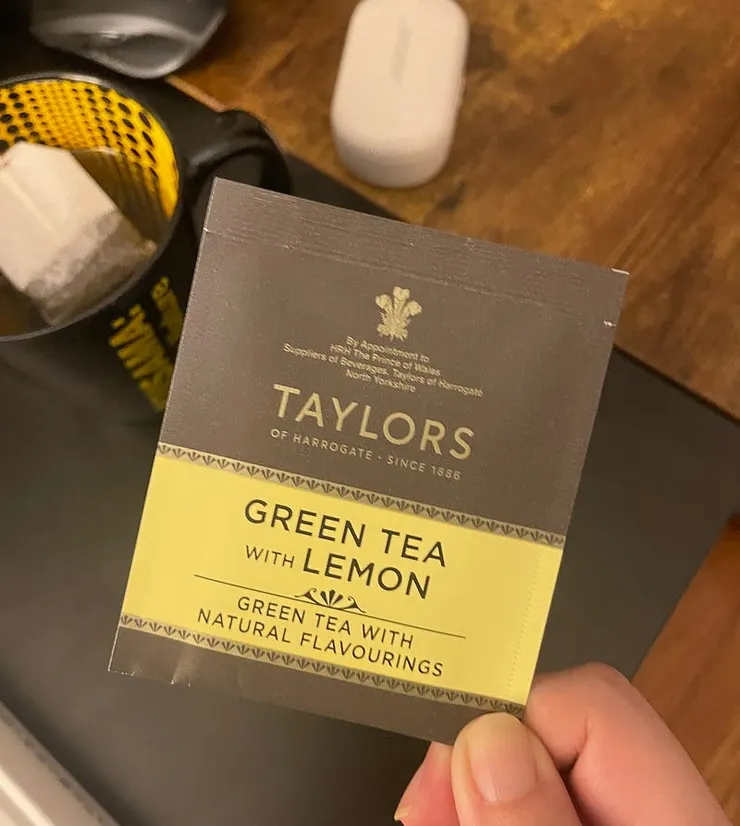 By Appointment to
HRH The Prince of Wales
Suppliers of Beverages, Taylors of Harrogate
North Yorkshire
TAYLORS
OF HARROGATE · SINCE 1886
GREEN TEA
WITH LEMON
GREEN TEA WITH
NATURAL FLAVOURINGS